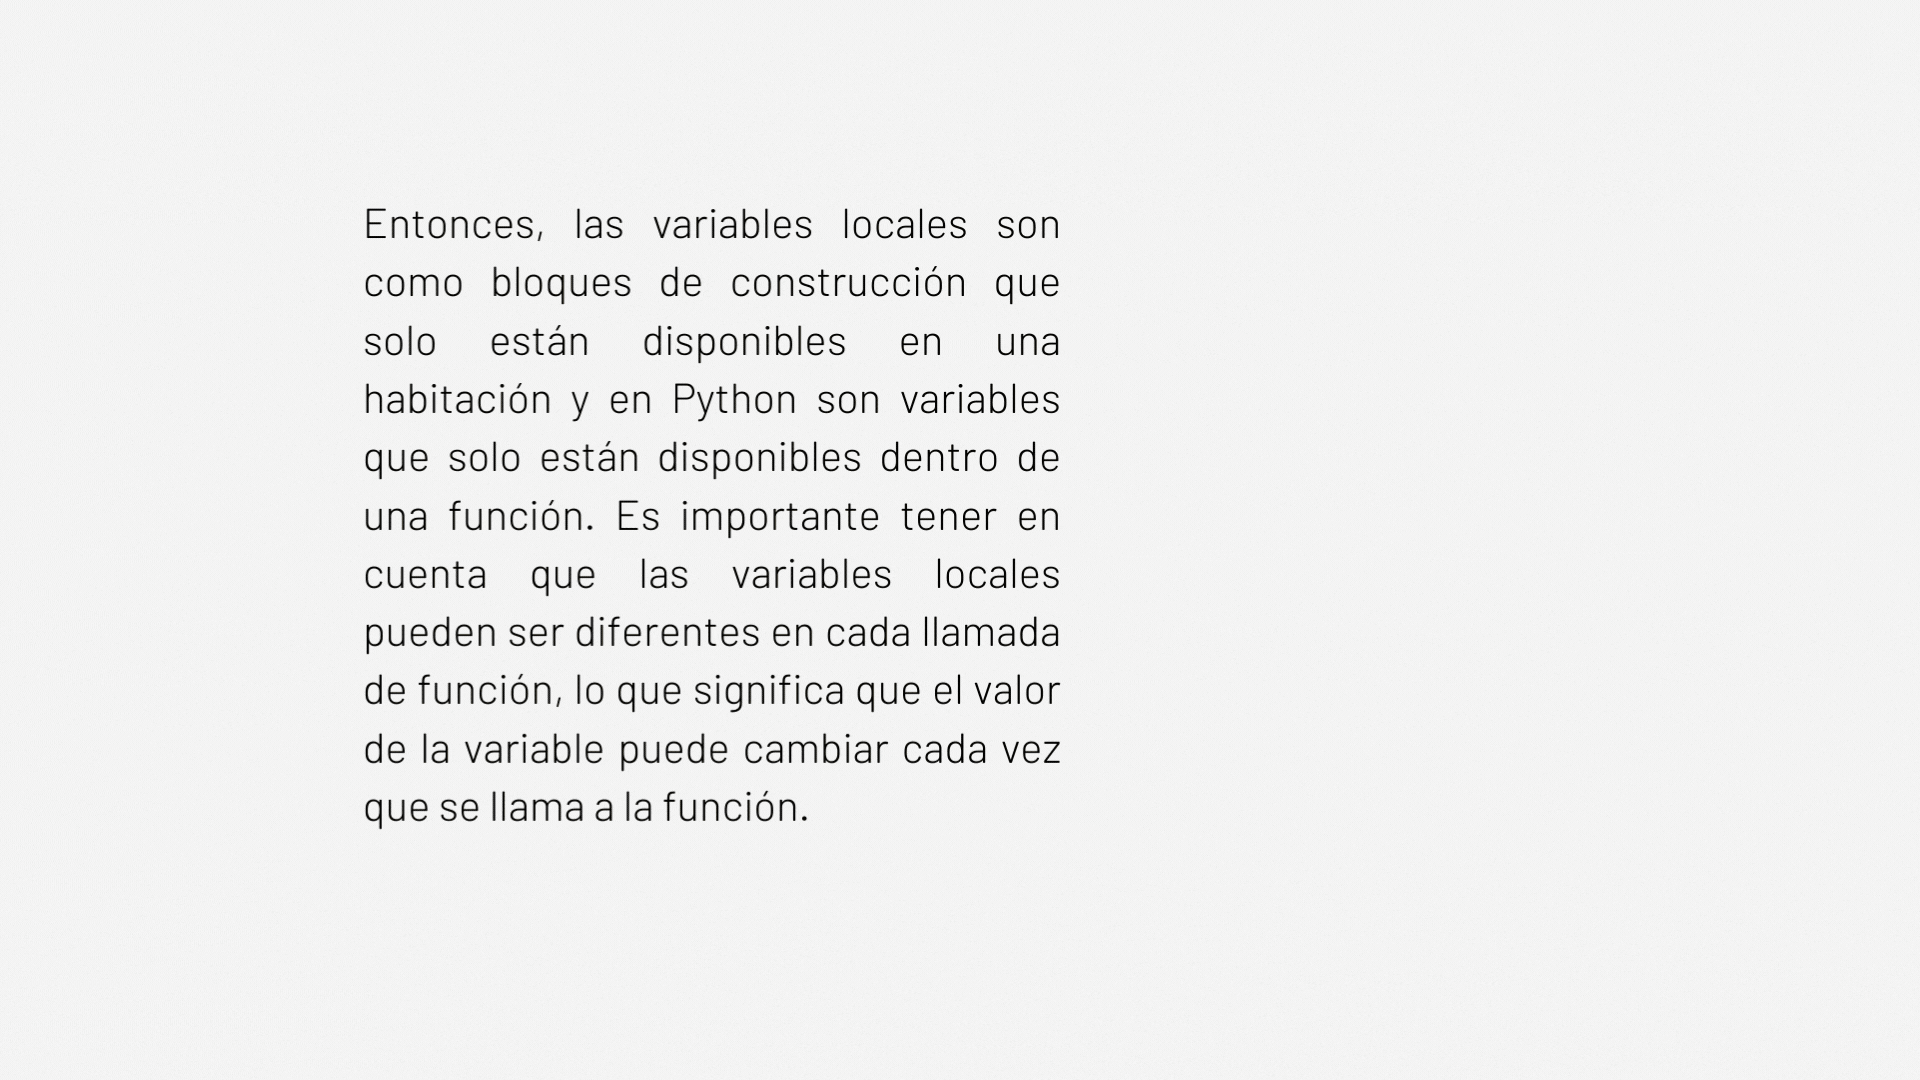 Entonces, las variables locales son
como bloques de construcción que
solo están disponibles en una
habitación y en Python son variables
que solo están disponibles dentro de
una función. Es importante tener en
cuenta que las variables locales
pueden ser diferentes en cada llamada
de función, lo que significa que el valor
de la variable puede cambiar cada vez
que se llama a la función.